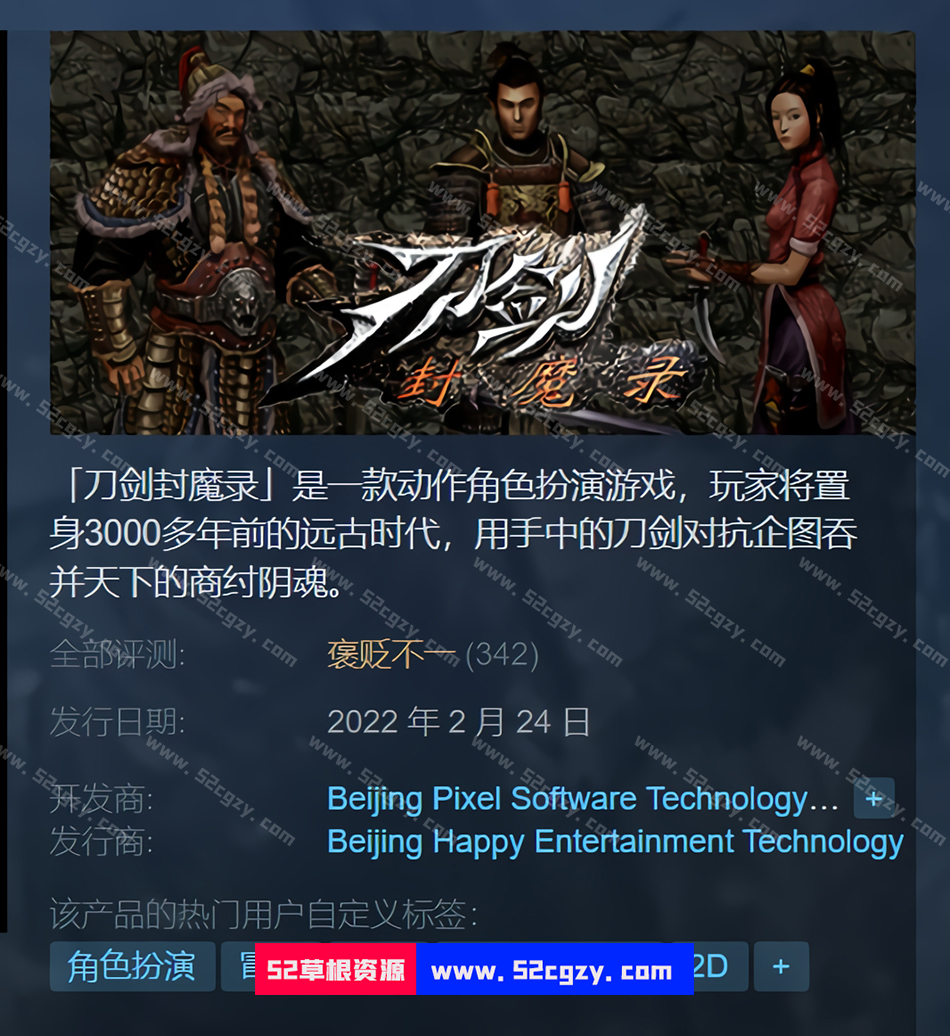 刀剑
封魔录
「刀剑封魔录」是一款动作角色扮演游戏，玩家将置
身3000多年前的远古时代，用手中的刀剑对抗企图吞
并天下的商纣阴魂。
全部评测: 褒贬不一 (342)
发行日期: 2022 年 2 月 24 日
开发商: Beijing Pixel Software Technology... +
发行商: Beijing Happy Entertainment Technology
该产品的热门用户自定义标签:
角色扮演 2D +
52草根资源 www.52cgzy.com
www.52cgzy.com